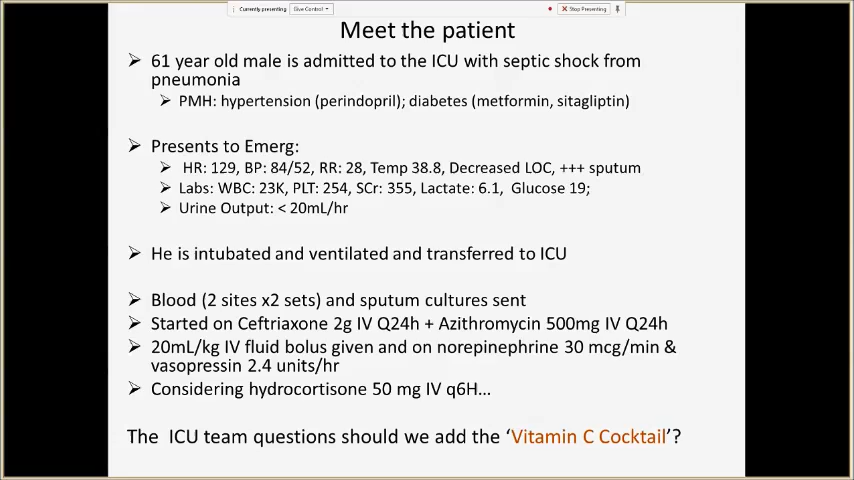 Currently presenting Give Control Stop Presenting
Meet the patient
61 year old male is admitted to the ICU with septic shock from
pneumonia
PMH: hypertension (perindopril); diabetes (metformin, sitagliptin)
Presents to Emerg:
HR: 129, BP: 84/52, RR: 28, Temp 38.8, Decreased LOC, +++ sputum
Labs: WBC: 23K, PLT: 254, SCr: 355, Lactate: 6.1, Glucose 19;
Urine Output: < 20mL/hr
He is intubated and ventilated and transferred to ICU
Blood (2 sites x2 sets) and sputum cultures sent
Started on Ceftriaxone 2g IV Q24h + Azithromycin 500mg IV Q24h
20mL/kg IV fluid bolus given and on norepinephrine 30 mcg/min &
vasopressin 2.4 units/hr
Considering hydrocortisone 50 mg IV q6H...
The ICU team questions should we add the ‘Vitamin C Cocktail’?